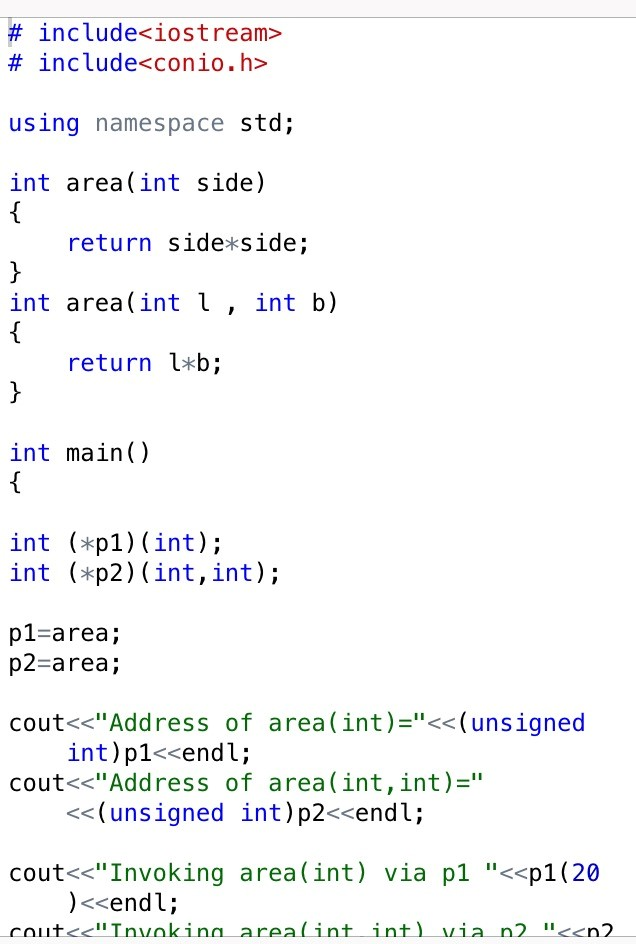 # include<iostream>
# include<conio.h>
using namespace std;
int area(int side)
{
return side*side;
}
int area(int l , int b)
{
return l*b;
}
int main()
{
int (*p1)(int);
int (*p2)(int,int);
p1=area;
p2=area;
cout<<"Address of area(int)="<<(unsigned
int)p1<<endl;
cout<<"Address of area(int,int)="
<<(unsigned int)p2<<endl;
cout<<"Invoking area(int) via p1 "<<p1(20
)<<endl;
cout<<"Invoking area(int,int) via p2 "<<p2